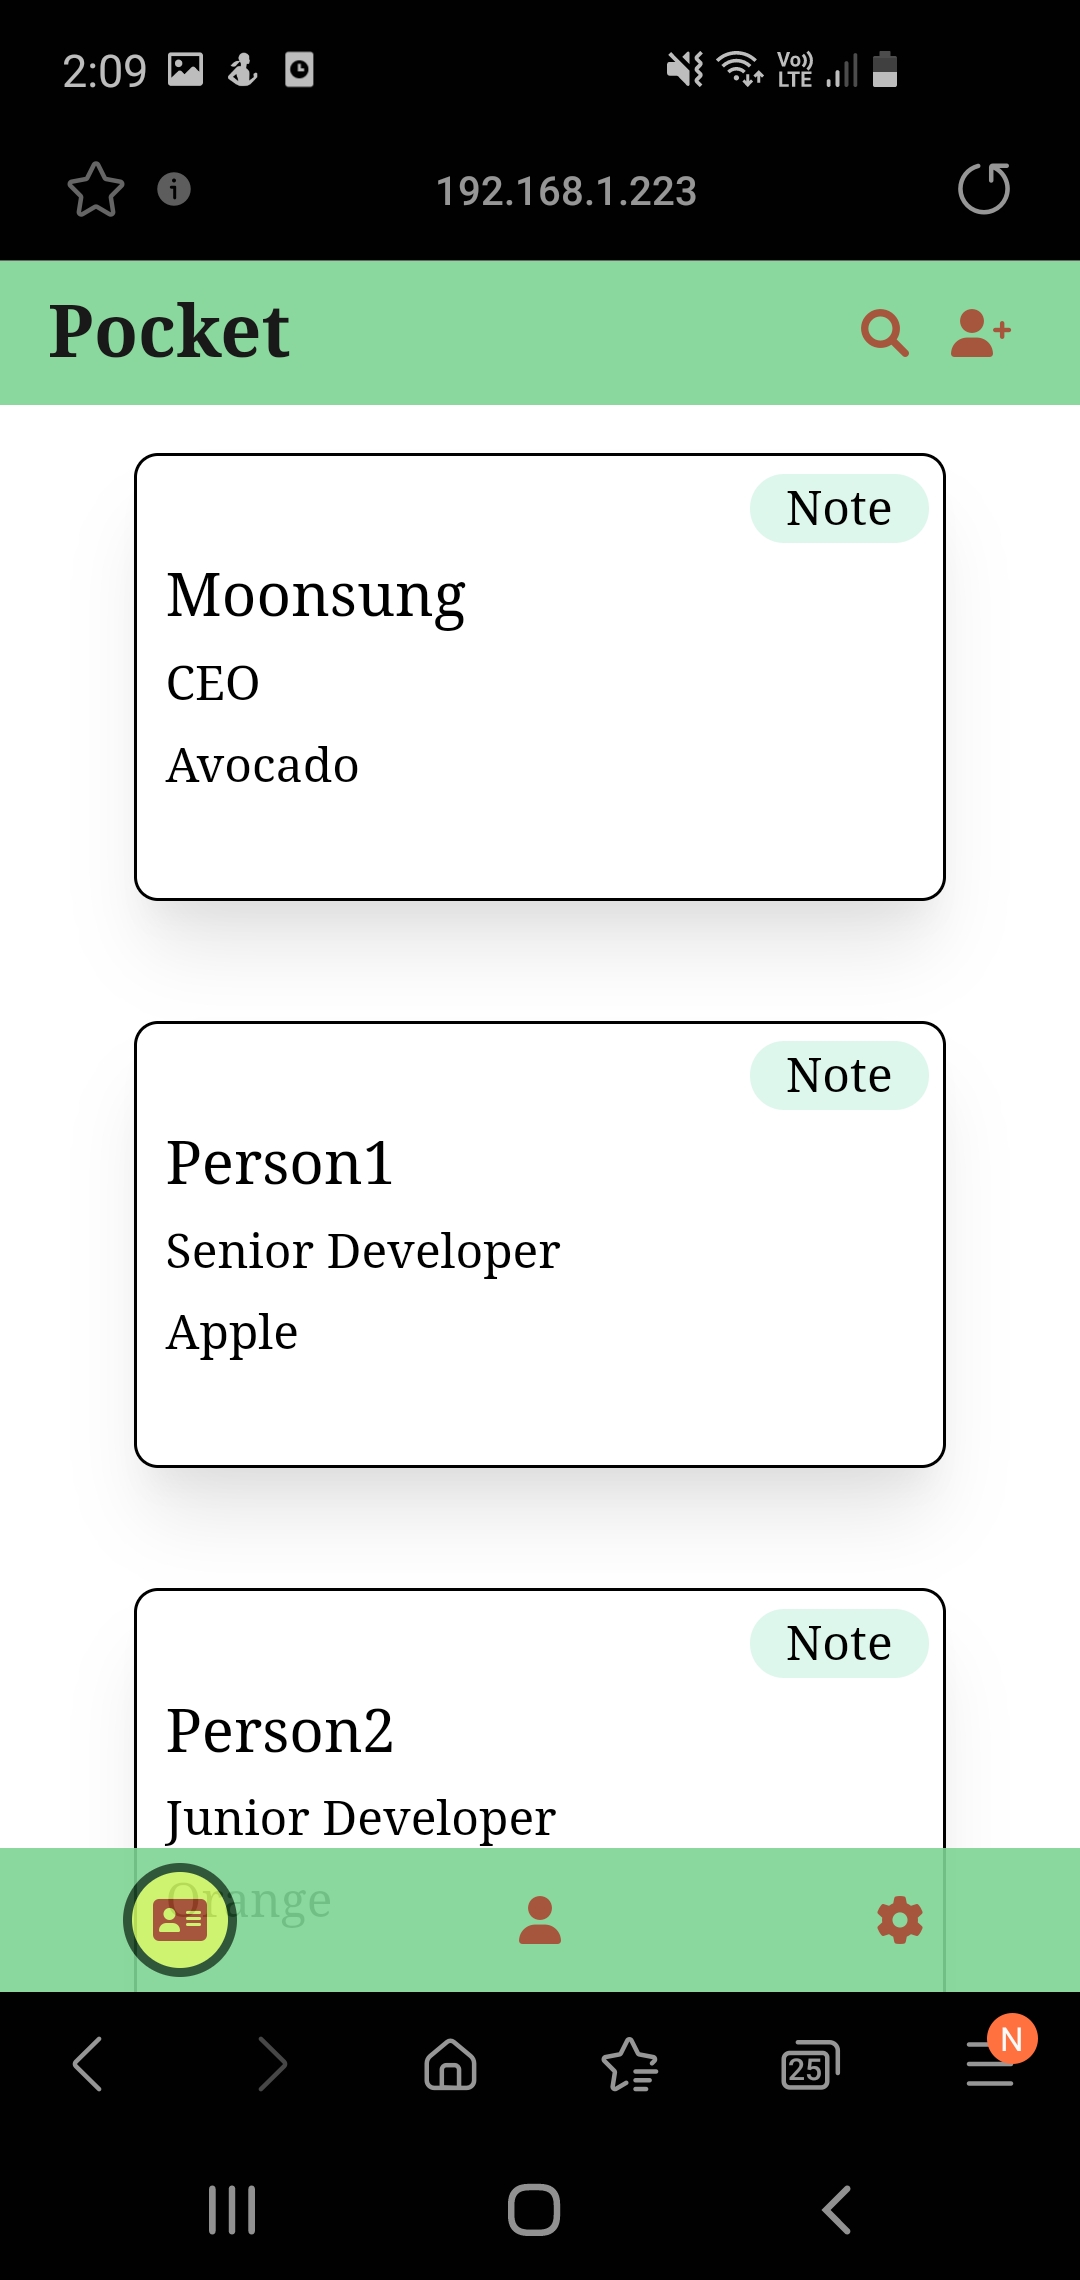 2:09 Vo)) LTE
192.168.1.223
Pocket
Note
Moonsung
CEO
Avocado
Note
Person1
Senior Developer
Apple
Note
Person2
Junior Developer
Orange
25 N